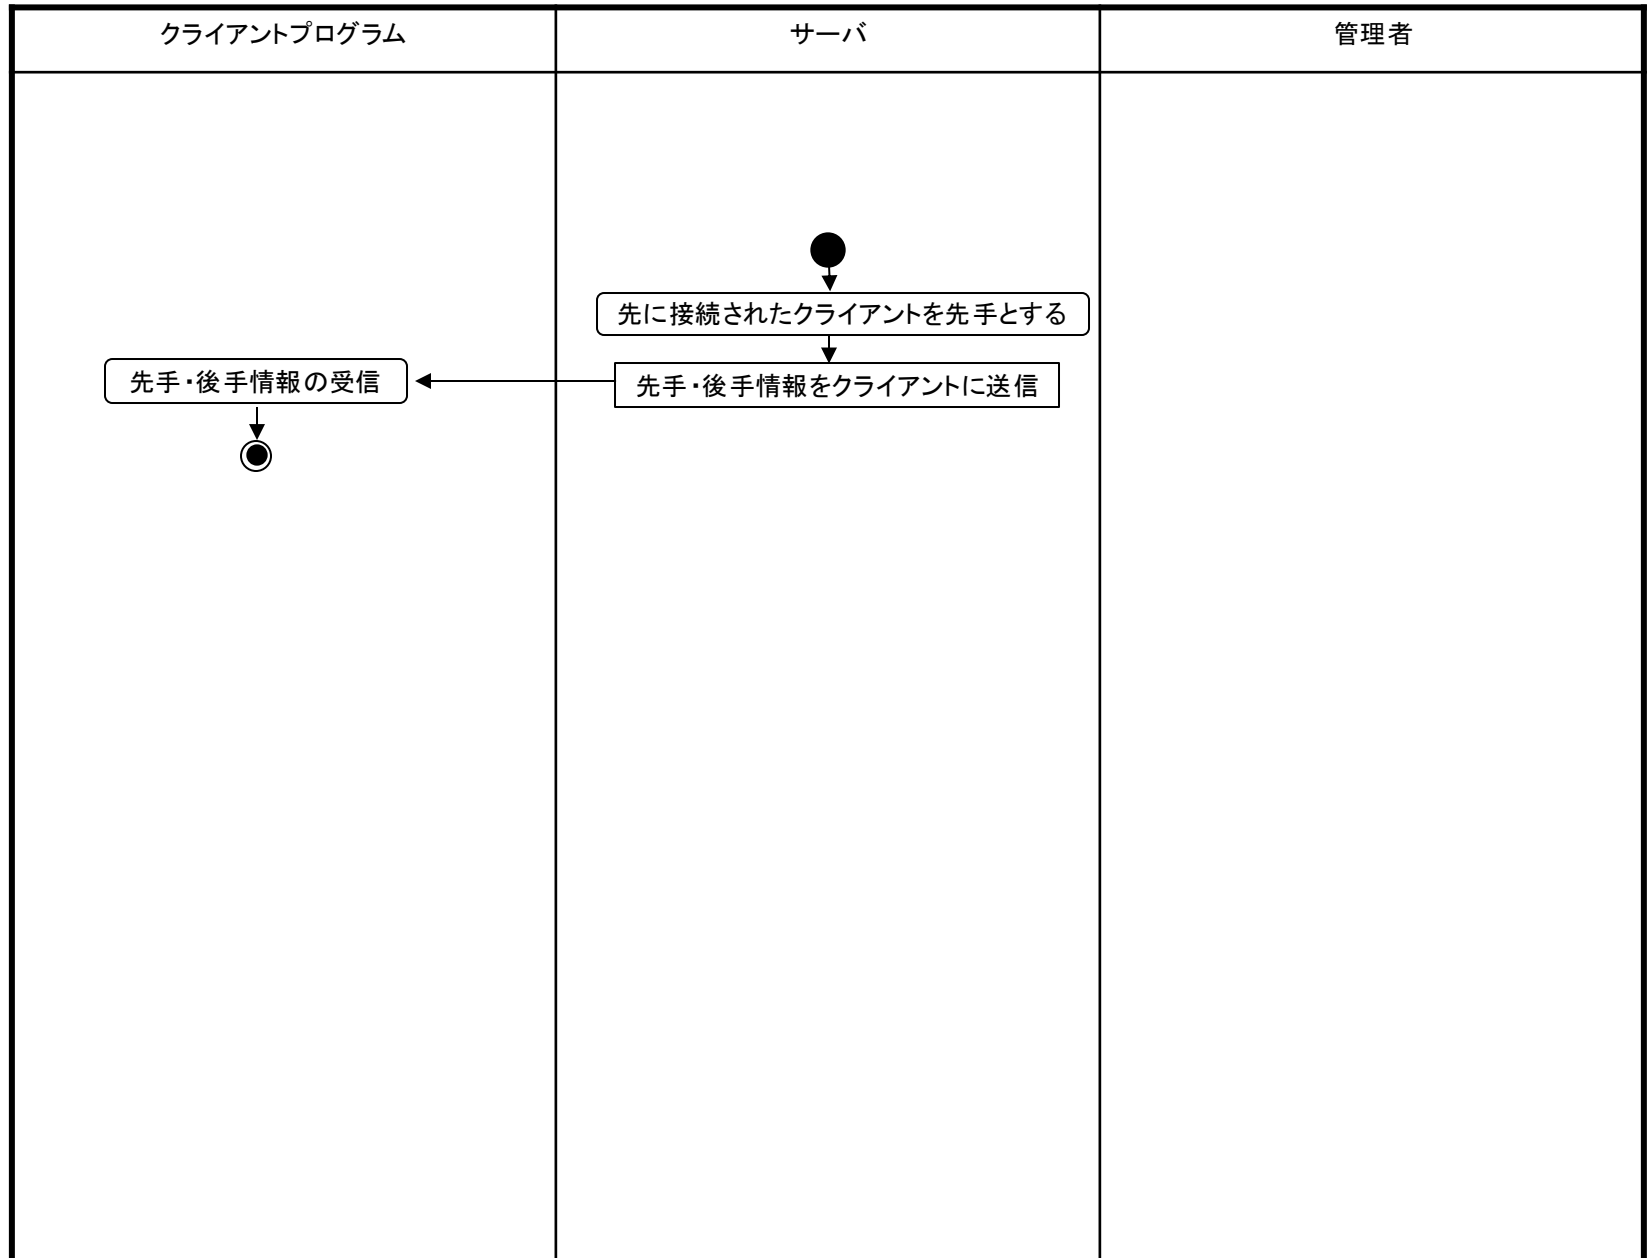 クライアントプログラム
サーバ
管理者
先に接続されたクライアントを先手とする
先手・後手情報の受信
先手・後手情報をクライアントに送信